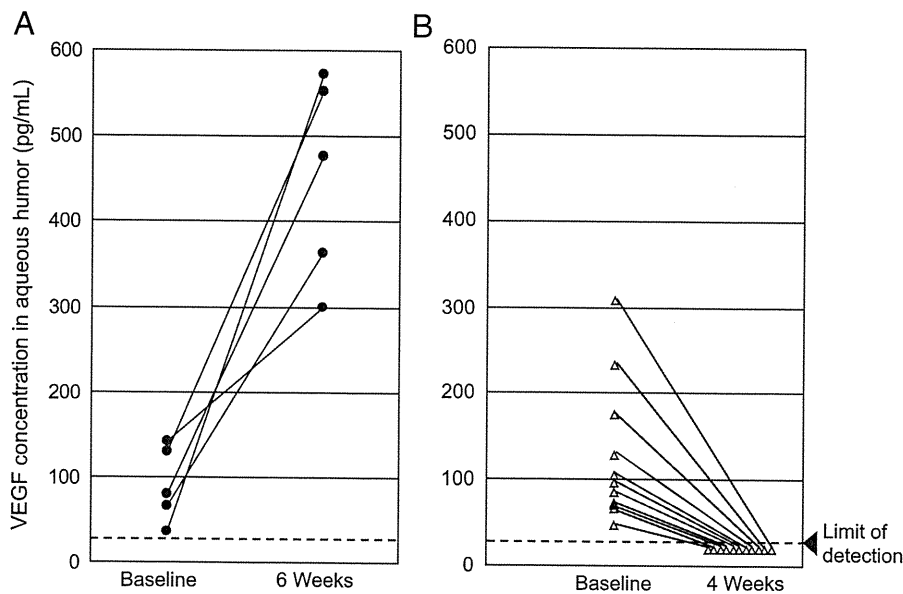 A
VEGF concentration in aqueous humor (pg/mL)
600
500
400
300
200
100
0
Baseline
6 Weeks
B
600
500
400
300
200
100
0
Baseline
4 Weeks
Limit of
detection